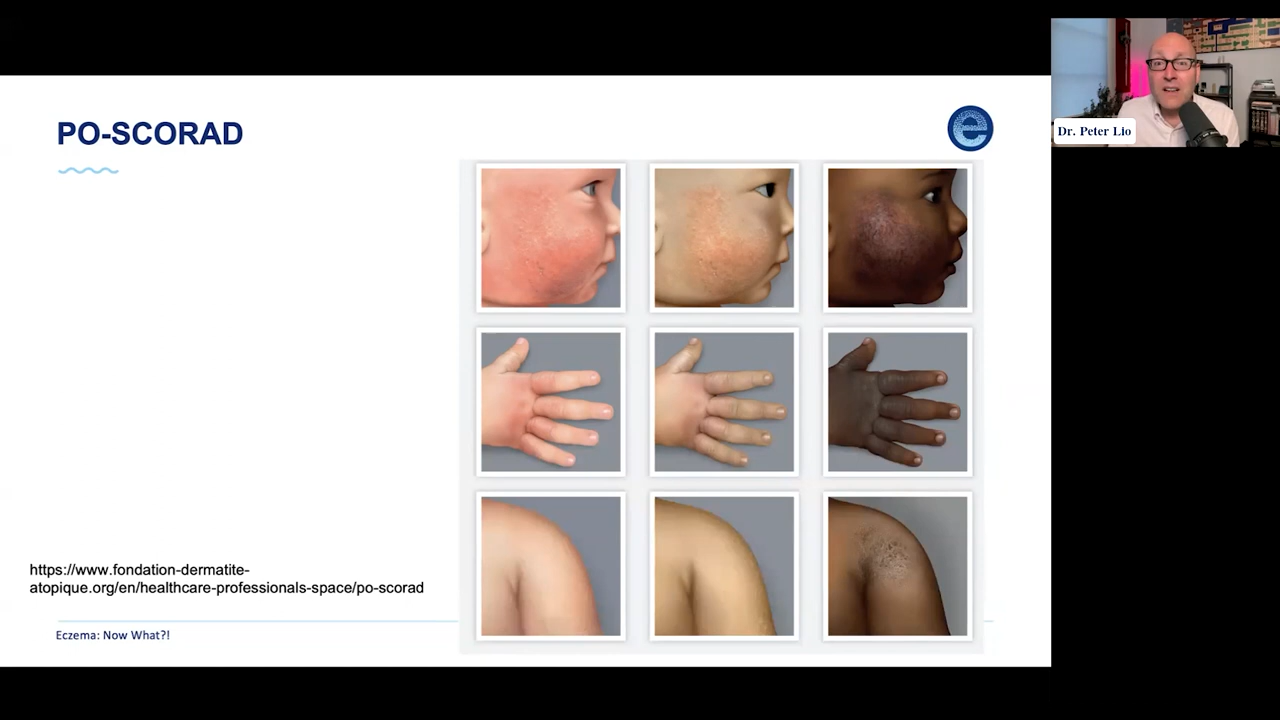 PO-SCORAD
e
Dr. Peter Lio
https://www.fondation-dermatite-
atopique.org/en/healthcare-professionals-space/po-scorad
Eczema: Now What?!